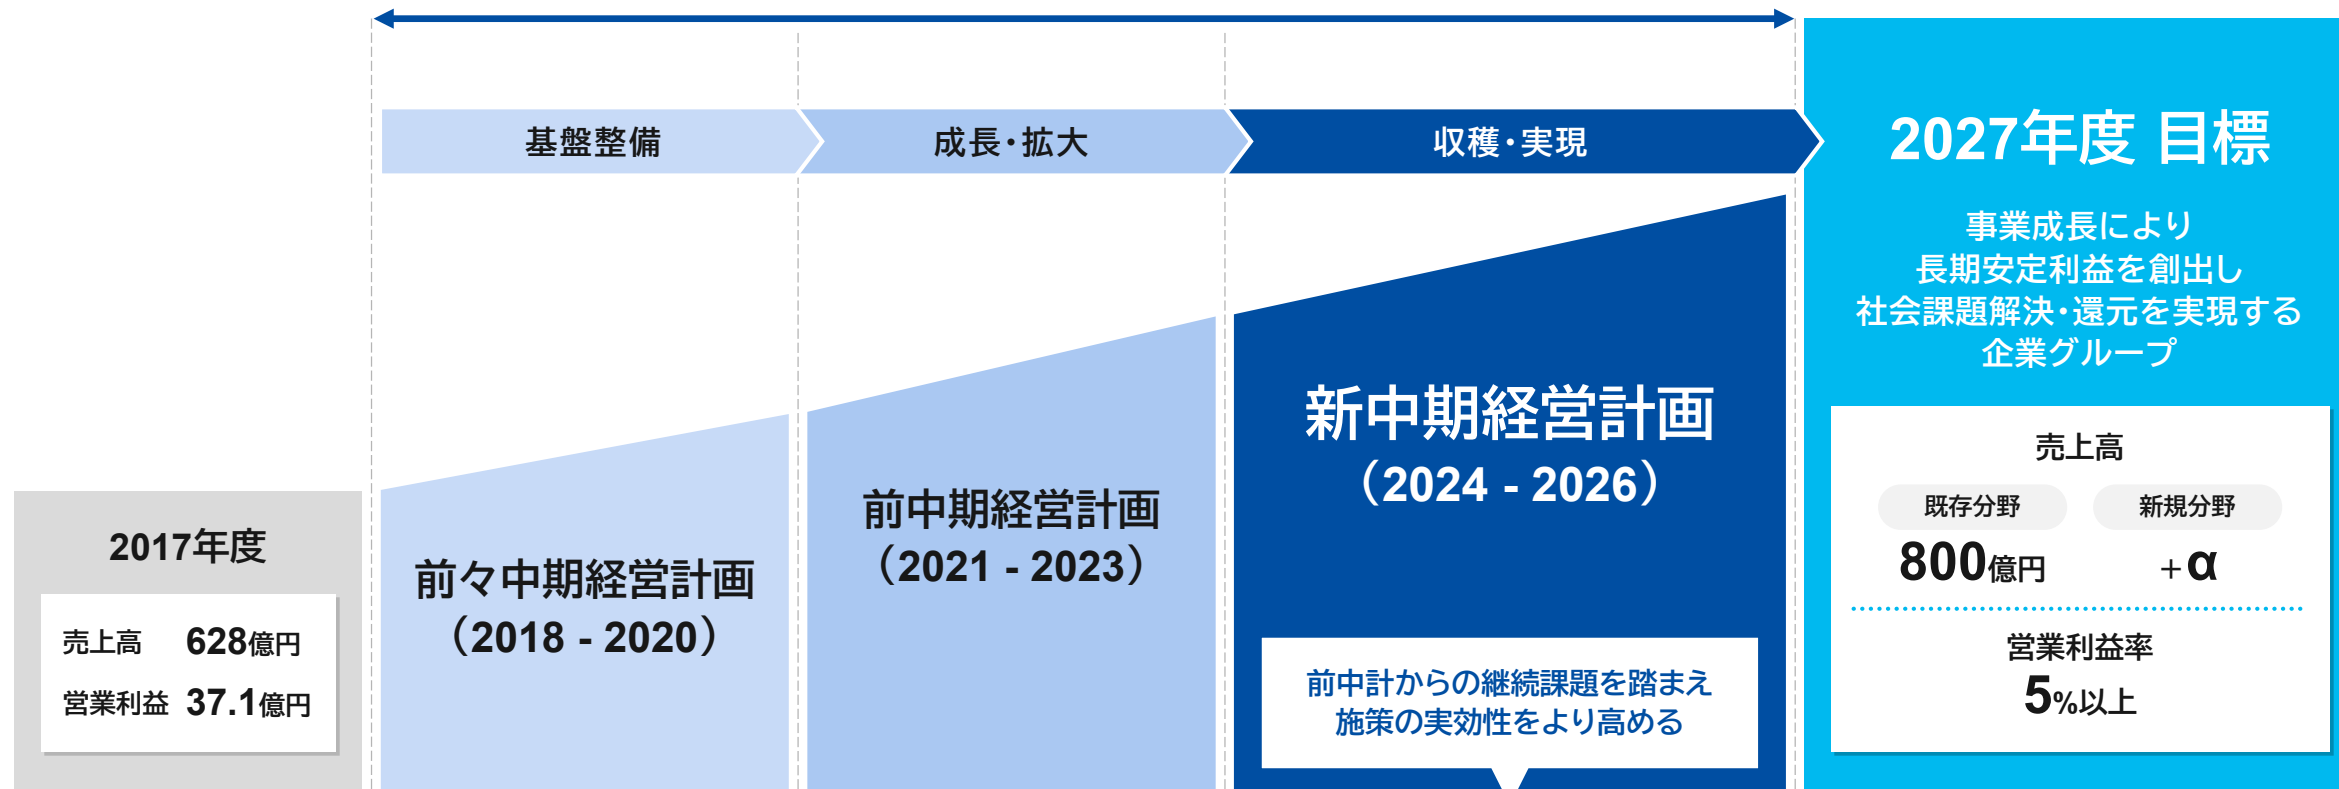 基盤整備
成長・拡大
収穫・実現
2017年度
売上高 628億円
営業利益 37.1億円
前々中期経営計画
（2018 - 2020）
前中期経営計画
（2021 - 2023）
新中期経営計画
（2024 - 2026）
前中計からの継続課題を踏まえ
施策の実効性をより高める
2027年度 目標
事業成長により
長期安定利益を創出し
社会課題解決・還元を実現する
企業グループ
売上高
既存分野 新規分野
800億円 +α
営業利益率
5%以上